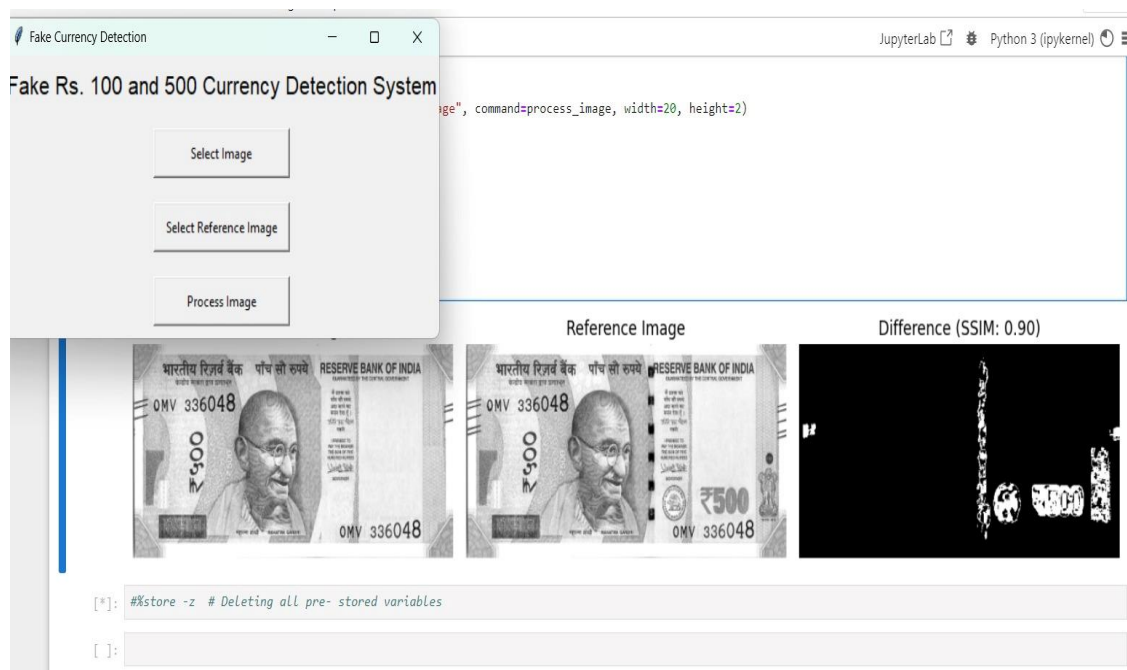 Fake Currency Detection
JupyterLab
Python 3 (ipykernel)
Fake Rs. 100 and 500 Currency Detection System
age", command=process_image, width=20, height=2)
Select Image
Select Reference Image
Process Image
Reference Image
Difference (SSIM: 0.90)
भारतीय रिज़र्व बैंक पाँच सौ रुपये RESERVE BANK OF INDIA
0MV 336048
₹५००
0MV 336048
भारतीय रिज़र्व बैंक पाँच सौ रुपये RESERVE BANK OF INDIA
0MV 336048
₹५००
₹500
0MV 336048
[*]: #%store -z # Deleting all pre- stored variables
[ ]: